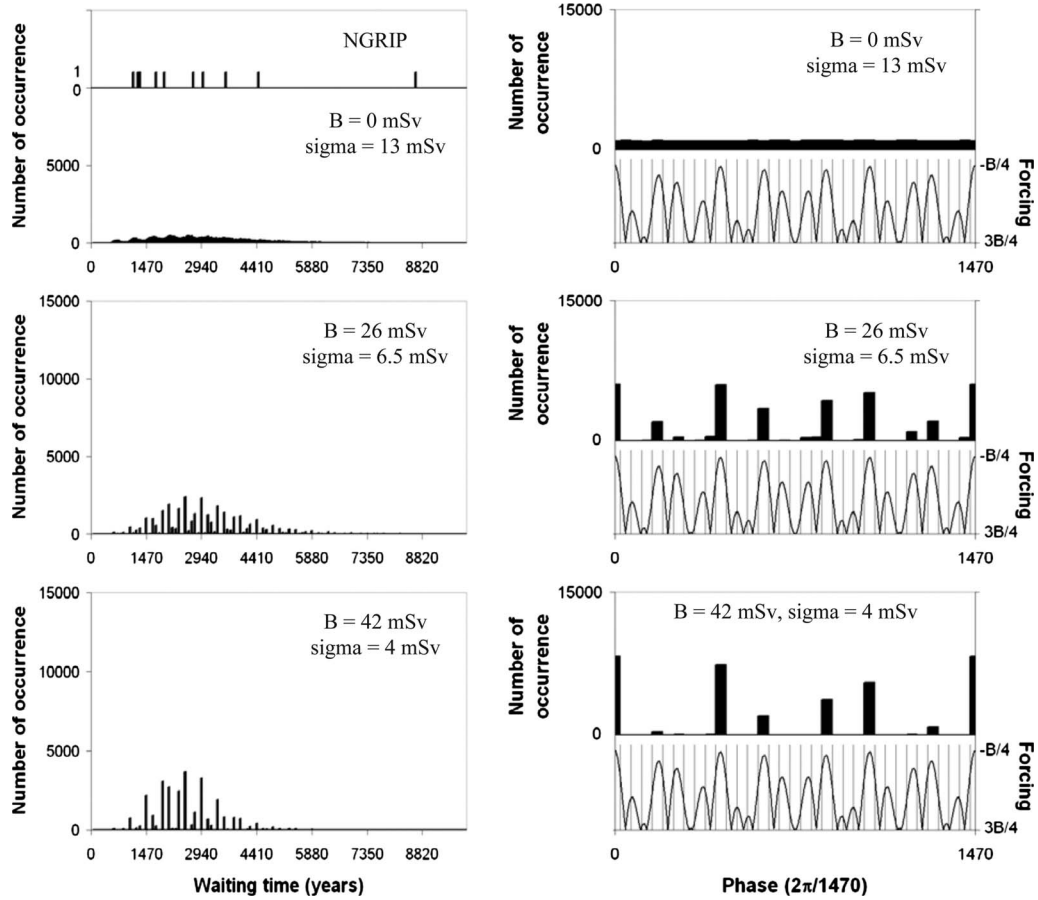 Number of occurrence
1
0
NGRIP
B = 0 mSv
sigma = 13 mSv
5000
0
0 1470 2940 4410 5880 7350 8820
Number of
occurrence
15000
0
B = 0 mSv
sigma = 13 mSv
-B/4
Forcing
3B/4
0 1470
Number of occurrence
15000
10000
5000
0
B = 26 mSv
sigma = 6.5 mSv
0 1470 2940 4410 5880 7350 8820
Number of
occurrence
15000
0
B = 26 mSv
sigma = 6.5 mSv
-B/4
Forcing
3B/4
0 1470
Number of occurrence
15000
10000
5000
0
B = 42 mSv
sigma = 4 mSv
0 1470 2940 4410 5880 7350 8820
Waiting time (years)
Number of
occurrence
15000
0
B = 42 mSv, sigma = 4 mSv
-B/4
Forcing
3B/4
0 1470
Phase (2π/1470)